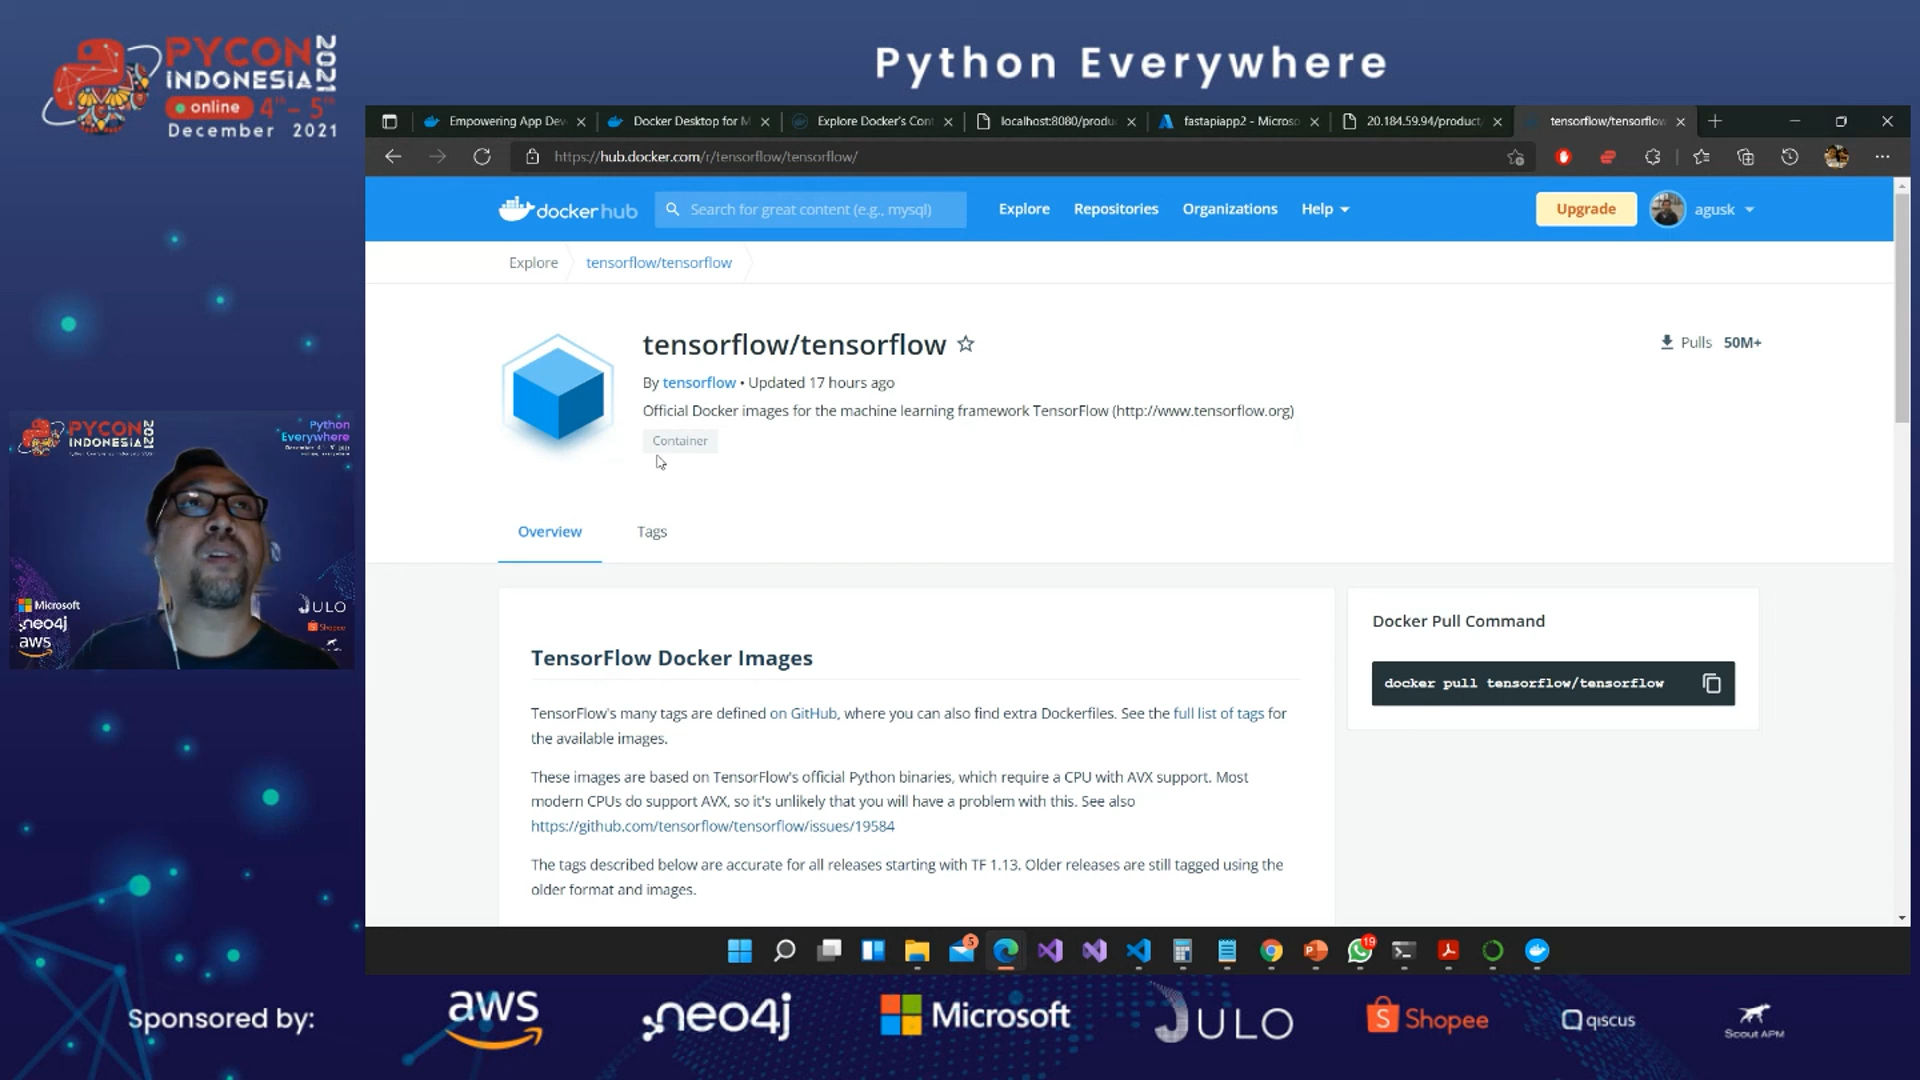 PYCON
INDONESIA
2021
online 4th - 5th
December 2021
Python Everywhere
Empowering App Dev
Docker Desktop for M
Explore Docker's Cont
localhost:8080/produ
fastapiapp2 - Microso
20.184.59.94/product
tensorflow/tensorflow
https://hub.docker.com/r/tensorflow/tensorflow/
docker hub
Search for great content (e.g., mysql)
Explore
Repositories
Organizations
Help
Upgrade
agusk
Explore
tensorflow/tensorflow
tensorflow/tensorflow
Pulls 50M+
By tensorflow • Updated 17 hours ago
Official Docker images for the machine learning framework TensorFlow (http://www.tensorflow.org)
Container
Overview
Tags
TensorFlow Docker Images
TensorFlow's many tags are defined on GitHub, where you can also find extra Dockerfiles. See the full list of tags for
the available images.
These images are based on TensorFlow's official Python binaries, which require a CPU with AVX support. Most
modern CPUs do support AVX, so it's unlikely that you will have a problem with this. See also
https://github.com/tensorflow/tensorflow/issues/19584
The tags described below are accurate for all releases starting with TF 1.13. Older releases are still tagged using the
older format and images.
Docker Pull Command
docker pull tensorflow/tensorflow
PYCON
INDONESIA
2021
Python
Everywhere
Microsoft
neo4j
aws
JULO
Shopee
5
19
Sponsored by:
aws
neo4j
Microsoft
JULO
Shopee
qiscus
Scout APM